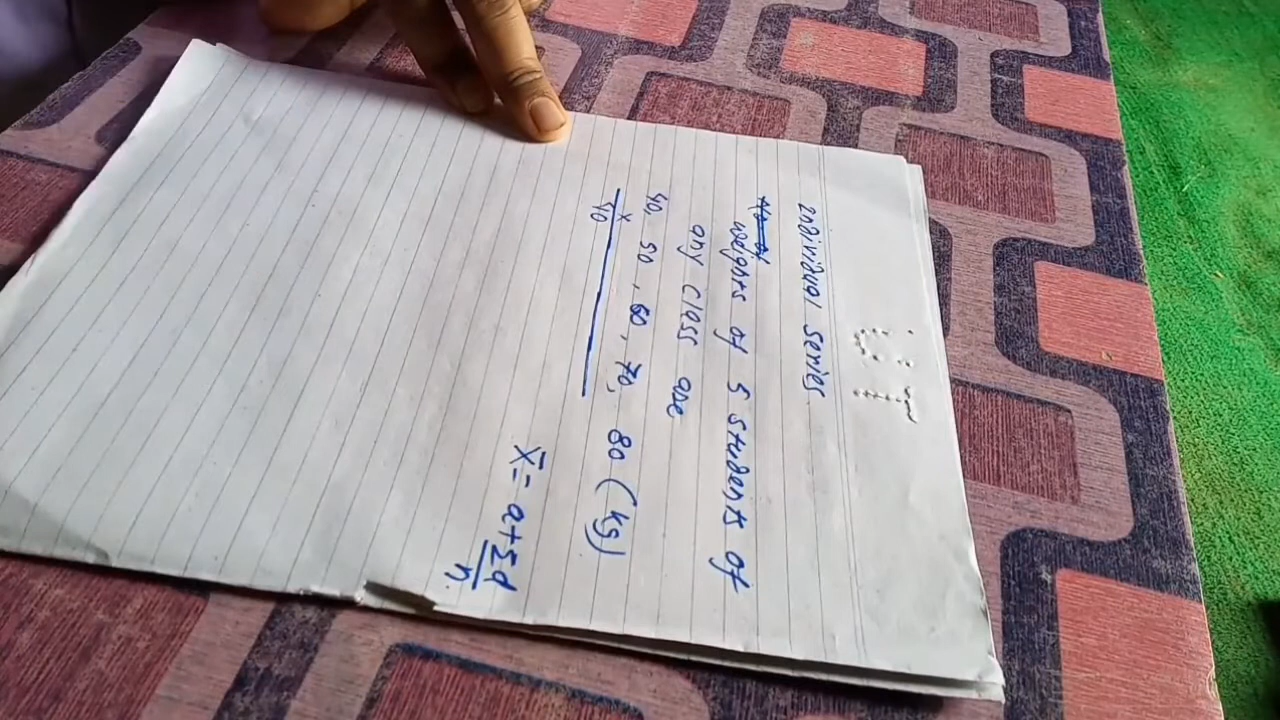 Individual series
weights of 5 students of
any class are
40, 50, 60, 70, 80 (kg)
x
40
x̄ = a + Σd
n.